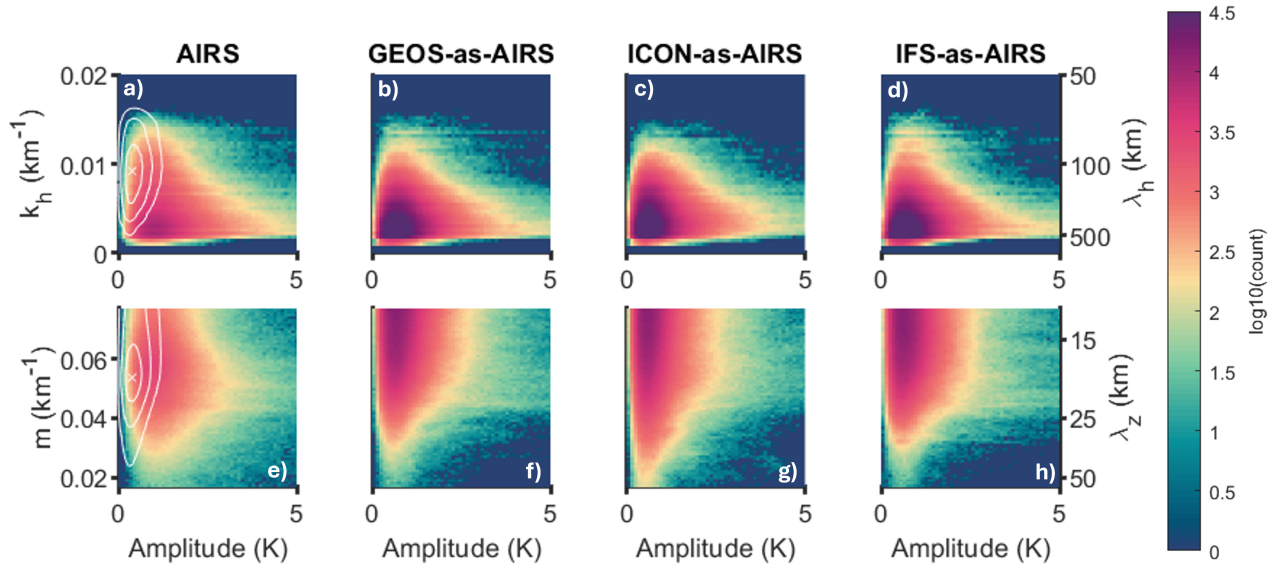 AIRS GEOS-as-AIRS ICON-as-AIRS IFS-as-AIRS
a) b) c) d)
k_h (km^-1)
0.02
0.01
0
0 5 0 5 0 5 0 5
50
100
500
λ_h (km)
e) f) g) h)
m (km^-1)
0.06
0.04
0.02
0 5 0 5 0 5 0 5
15
25
50
λ_z (km)
Amplitude (K) Amplitude (K) Amplitude (K) Amplitude (K)
4.5
4
3.5
3
2.5
2
1.5
1
0.5
0
log10(count)